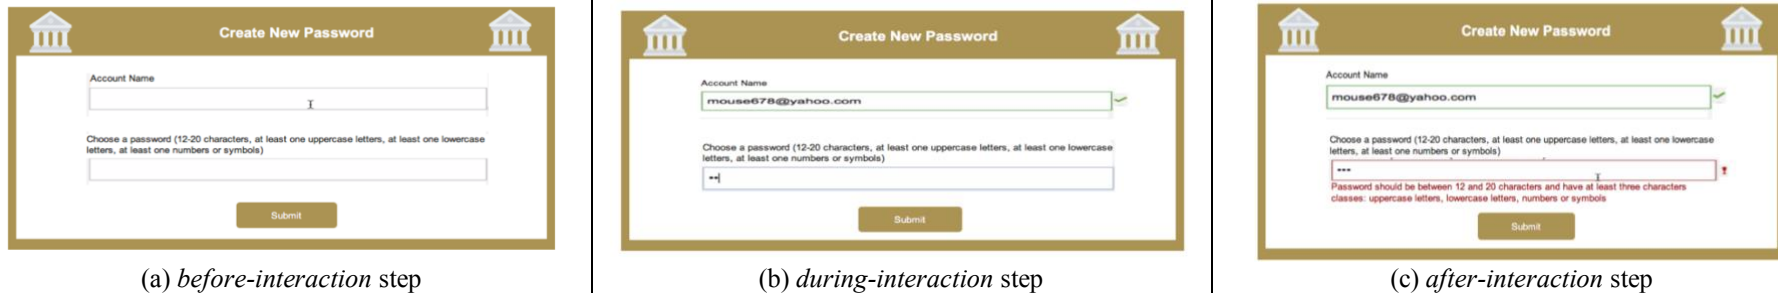 Create New Password
Account Name
Choose a password (12-20 characters, at least one uppercase letters, at least one lowercase
letters, at least one numbers or symbols)
Submit
(a) before-interaction step
Create New Password
Account Name
mouse678@yahoo.com
Choose a password (12-20 characters, at least one uppercase letters, at least one lowercase
letters, at least one numbers or symbols)
Submit
(b) during-interaction step
Create New Password
Account Name
mouse678@yahoo.com
Choose a password (12-20 characters, at least one uppercase letters, at least one lowercase
letters, at least one numbers or symbols)
Password should be between 12 and 20 characters and have at least three characters
classes: uppercase letters, lowercase letters, numbers or symbols
Submit
(c) after-interaction step